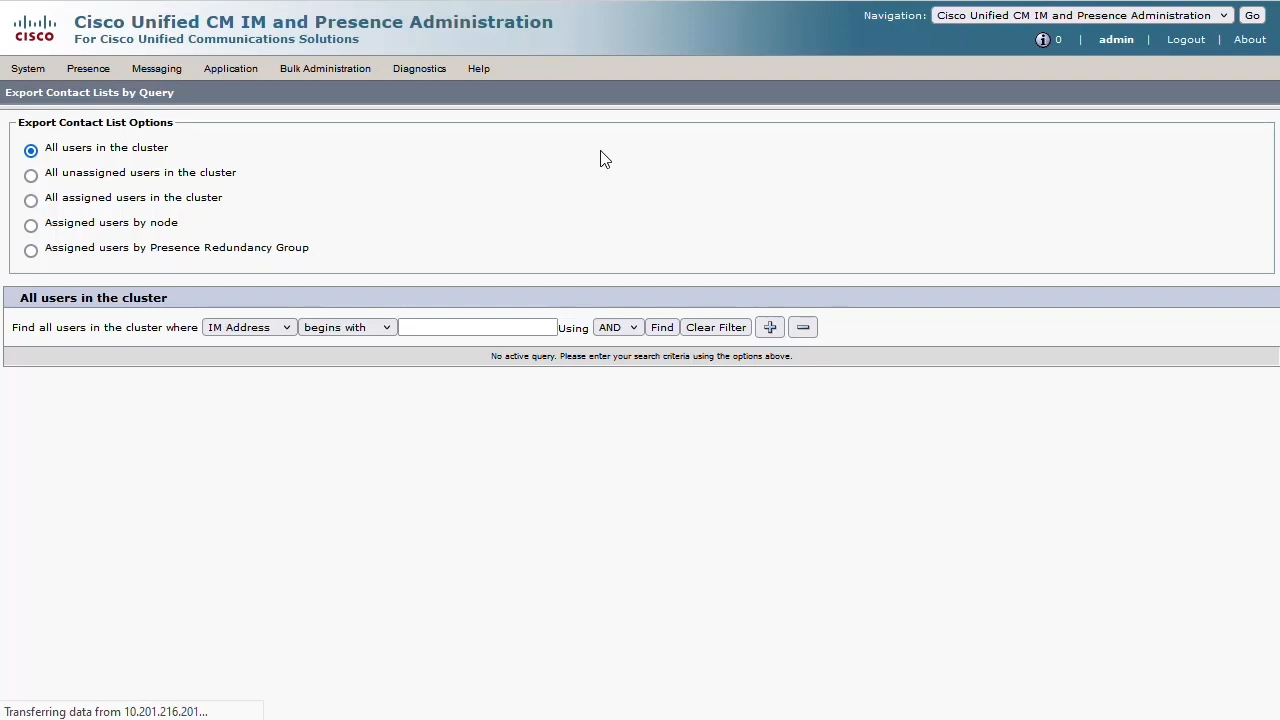 Cisco Unified CM IM and Presence Administration
For Cisco Unified Communications Solutions
CISCO
Navigation: Cisco Unified CM IM and Presence Administration Go
0 | admin | Logout | About
System Presence Messaging Application Bulk Administration Diagnostics Help
Export Contact Lists by Query
Export Contact List Options
All users in the cluster
All unassigned users in the cluster
All assigned users in the cluster
Assigned users by node
Assigned users by Presence Redundancy Group
All users in the cluster
Find all users in the cluster where IM Address begins with Using AND Find Clear Filter
No active query. Please enter your search criteria using the options above.
Transferring data from 10.201.216.201...